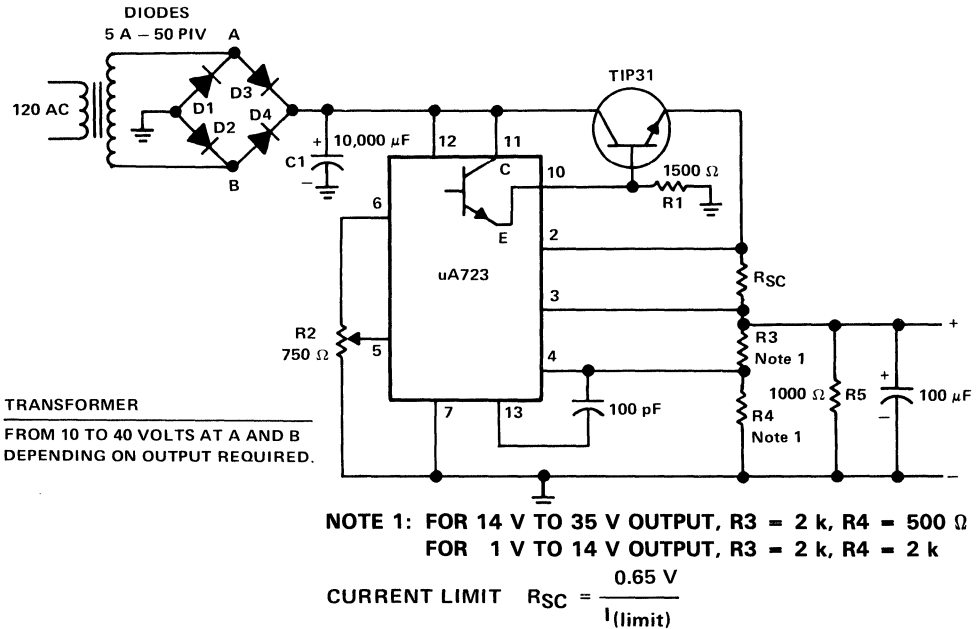 DIODES
5 A – 50 PIV
A
TIP31
120 AC
D1
D3
D2
D4
B
+
10,000 µF
C1
–
12
11
C
10
1500 Ω
R1
6
E
2
uA723
RSC
3
+
R2
750 Ω
5
R3
Note 1
4
TRANSFORMER
FROM 10 TO 40 VOLTS AT A AND B
DEPENDING ON OUTPUT REQUIRED.
7
13
100 pF
R4
Note 1
1000 Ω
R5
+
100 µF
–
–
NOTE 1: FOR 14 V TO 35 V OUTPUT, R3 = 2 k, R4 = 500 Ω
FOR 1 V TO 14 V OUTPUT, R3 = 2 k, R4 = 2 k
CURRENT LIMIT RSC = 0.65 V
I(limit)